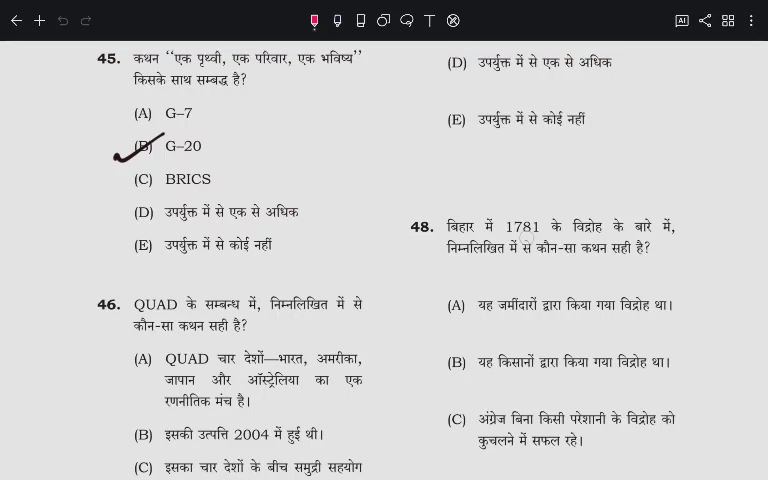 45. कथन ‘‘एक पृथ्वी, एक परिवार, एक भविष्य’’
किसके साथ सम्बद्ध है?
(A) G–7
(B) G–20
(C) BRICS
(D) उपर्युक्त में से एक से अधिक
(E) उपर्युक्त में से कोई नहीं
46. QUAD के सम्बन्ध में, निम्नलिखित में से
कौन-सा कथन सही है?
(A) QUAD चार देशों—भारत, अमरीका,
जापान और ऑस्ट्रेलिया का एक
रणनीतिक मंच है।
(B) इसकी उत्पत्ति 2004 में हुई थी।
(C) इसका चार देशों के बीच समुद्री सहयोग
(D) उपर्युक्त में से एक से अधिक
(E) उपर्युक्त में से कोई नहीं
48. बिहार में 1781 के विद्रोह के बारे में,
निम्नलिखित में से कौन-सा कथन सही है?
(A) यह जमींदारों द्वारा किया गया विद्रोह था।
(B) यह किसानों द्वारा किया गया विद्रोह था।
(C) अंग्रेज बिना किसी परेशानी के विद्रोह को
कुचलने में सफल रहे।